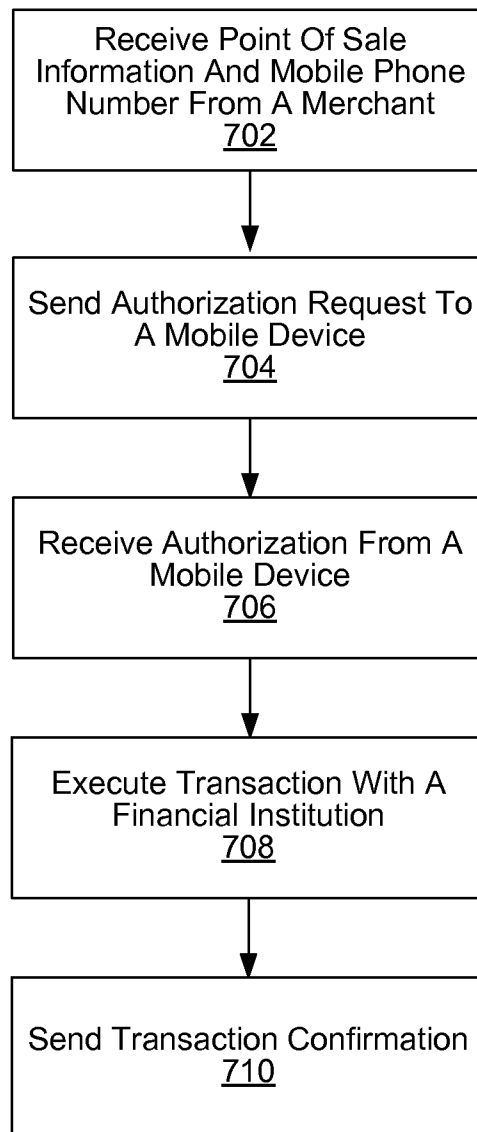 Receive Point Of Sale
Information And Mobile Phone
Number From A Merchant
702
Send Authorization Request To
A Mobile Device
704
Receive Authorization From A
Mobile Device
706
Execute Transaction With A
Financial Institution
708
Send Transaction Confirmation
710